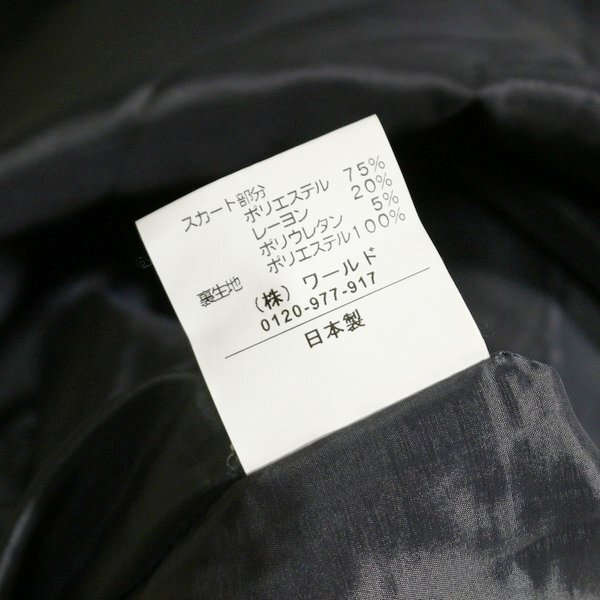 スカート部分 ポリエステル 75%
レーヨン 20%
ポリウレタン 5%
裏生地 ポリエステル100%
(株) ワールド
0120-977-917
日本製